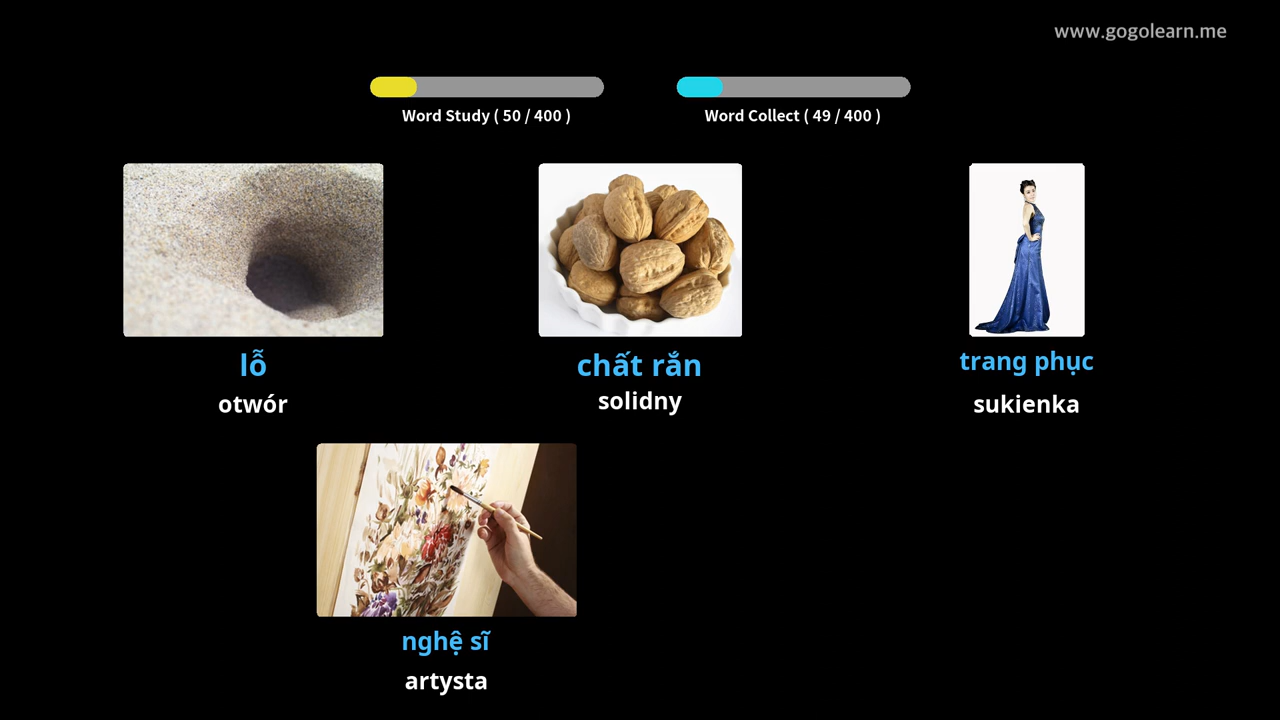 www.gogolearn.me
Word Study ( 50 / 400 )
Word Collect ( 49 / 400 )
lỗ
otwór
chất rắn
solidny
trang phục
sukienka
nghệ sĩ
artysta